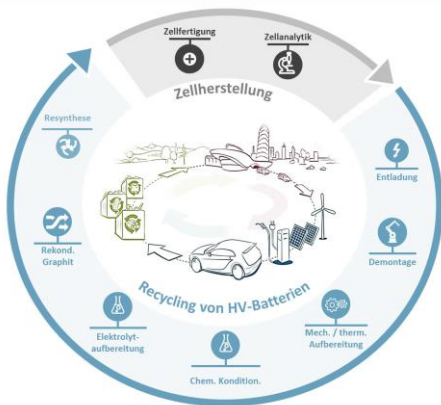 Zellfertigung
Zellanalytik
Zellherstellung
Resynthese
Entladung
Rekond.
Graphit
Demontage
Elektrolyt-
aufbereitung
Mech. / therm.
Aufbereitung
Chem. Kondition.
Recycling von HV-Batterien